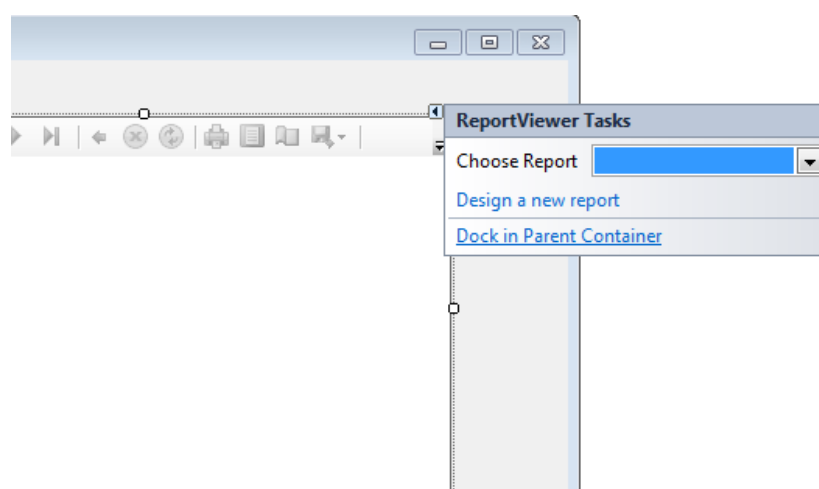 ReportViewer Tasks
Choose Report
Design a new report
Dock in Parent Container